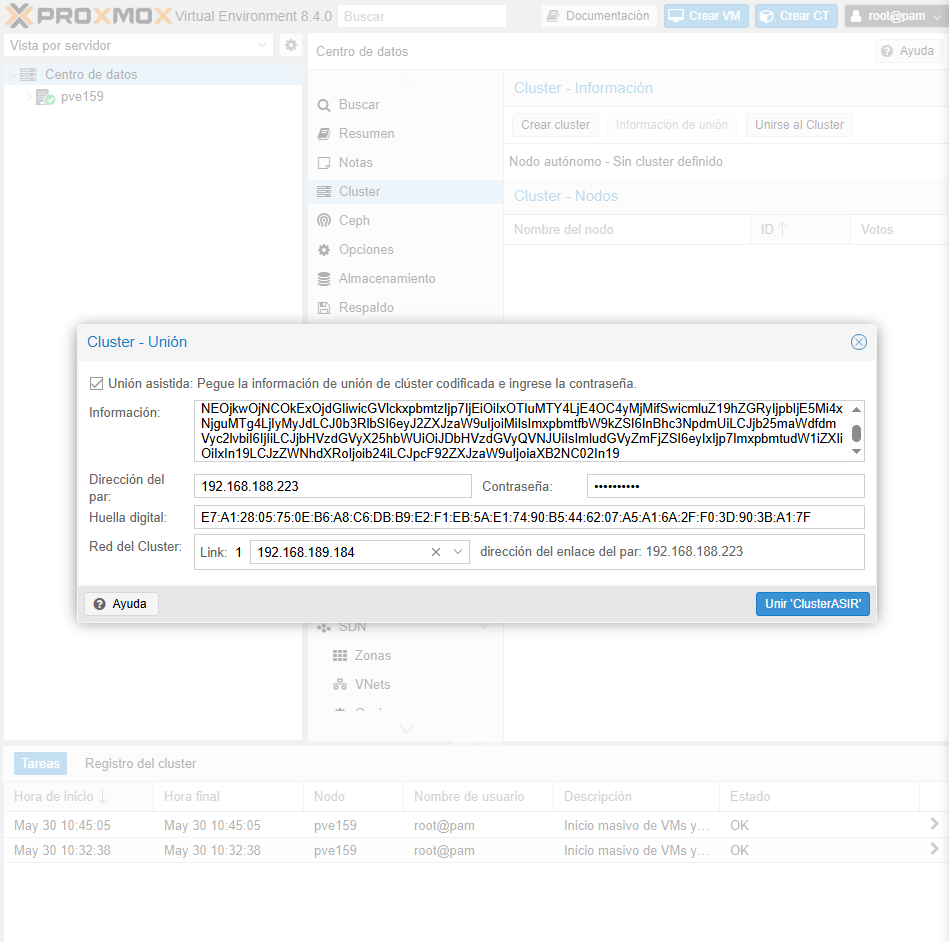 PROXMOX Virtual Environment 8.4.0 Buscar Documentación Crear VM Crear CT root@pam
Vista por servidor
Centro de datos
pve159
Centro de datos Ayuda
Buscar
Resumen
Notas
Cluster
Ceph
Opciones
Almacenamiento
Respaldo
Cluster - Información
Crear cluster Información de unión Unirse al Cluster
Nodo autónomo - Sin cluster definido
Cluster - Nodos
Nombre del nodo ID Votos
Cluster - Unión
Unión asistida: Pegue la información de unión de clúster codificada e ingrese la contraseña.
Información:
NEOjkwOjNCOkExOjdGIiwicGVlckxpbmtzIjp7IjEiOiIxOTIuMTY4LjE4OC4yMjMifSwicmluZ19hZGRyIjpbIjE5Mi4x
NjguMTg4LjIyMyJdLCJ0b3RlbSI6eyJ2ZXJzaW9uIjoiMiIsImxpbmtfbW9kZSI6InBhc3NpdmUiLCJjb25maWdfdm
Vyc2lvbiI6IjIiLCJjbHVzdGVyX25hbWUiOiJDbHVzdGVyQVNJUiIsImludGVyZmFjZSI6eyIxIjp7ImxpbmtudW1iZXIi
OiIxIn19LCJzZWNhdXRoIjoib24iLCJpcF92ZXJzaW9uIjoiaXB2NC02In19
Dirección del par: 192.168.188.223 Contraseña: ••••••••••
Huella digital: E7:A1:28:05:75:0E:B6:A8:C6:DB:B9:E2:F1:EB:5A:E1:74:90:B5:44:62:07:A5:A1:6A:2F:F0:3D:90:3B:A1:7F
Red del Cluster: Link: 1 192.168.189.184 dirección del enlace del par: 192.168.188.223
Ayuda Unir 'ClusterASIR'
SDN
Zonas
VNets
Tareas Registro del cluster
Hora de inicio Hora final Nodo Nombre de usuario Descripción Estado
May 30 10:45:05 May 30 10:45:05 pve159 root@pam Inicio masivo de VMs y… OK
May 30 10:32:38 May 30 10:32:38 pve159 root@pam Inicio masivo de VMs y… OK